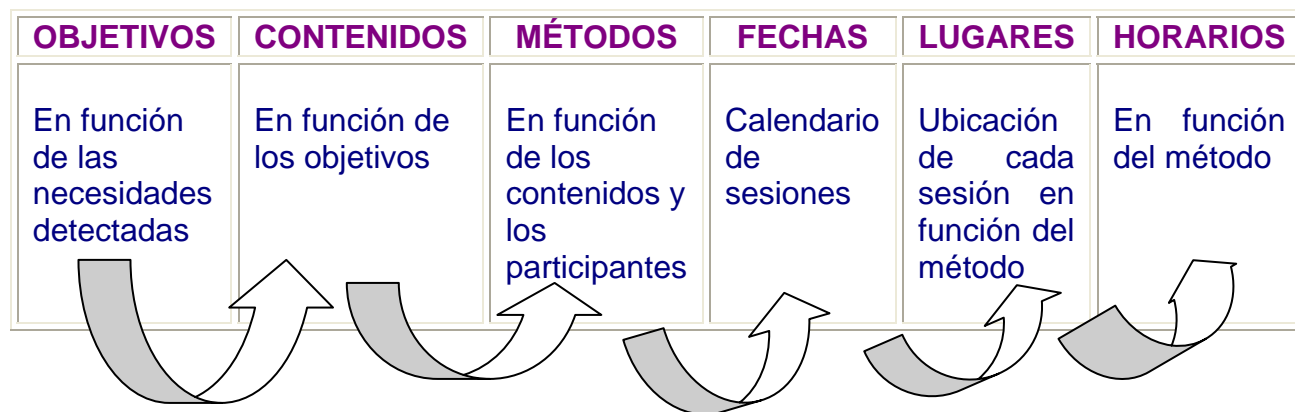 OBJETIVOS CONTENIDOS MÉTODOS FECHAS LUGARES HORARIOS
En función
de las
necesidades
detectadas
En función de
los objetivos
En función
de los
contenidos y
los
participantes
Calendario
de
sesiones
Ubicación
de cada
sesión en
función del
método
En función
del método